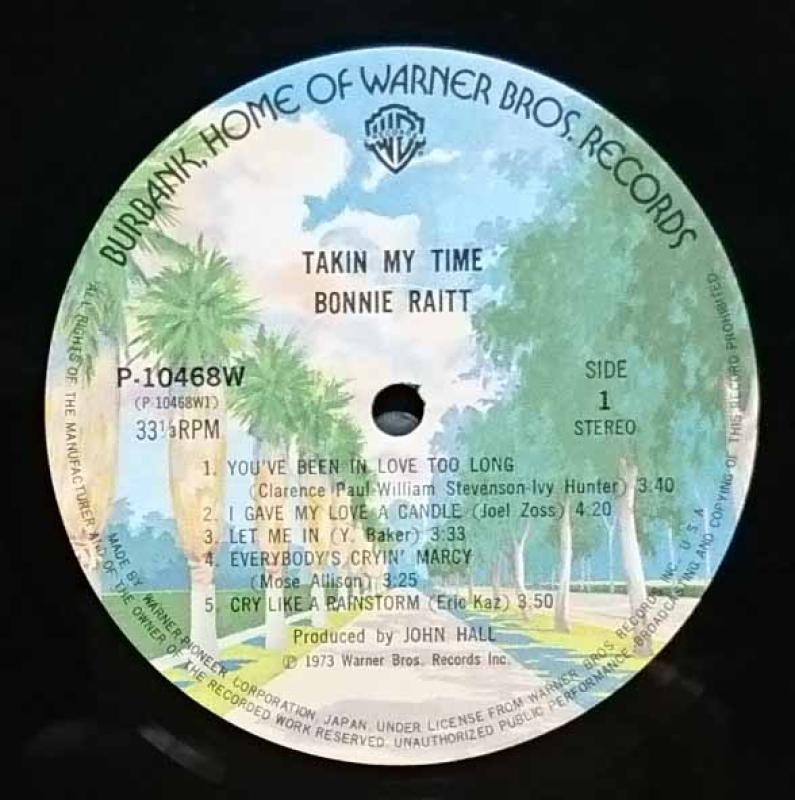 BURBANK, HOME OF WARNER BROS. RECORDS
WB
RECORDS
TAKIN MY TIME
BONNIE RAITT
P-10468W
(P-10468W1)
33⅓RPM
SIDE
1
STEREO
1. YOU'VE BEEN IN LOVE TOO LONG
(Clarence Paul-William Stevenson-Ivy Hunter) 3:40
2. I GAVE MY LOVE A CANDLE (Joel Zoss) 4:20
3. LET ME IN (Y. Baker) 3:33
4. EVERYBODY'S CRYIN' MARCY
(Mose Allison) 3:25
5. CRY LIKE A RAINSTORM (Eric Kaz) 3:50
Produced by JOHN HALL
℗ 1973 Warner Bros. Records Inc.
MADE BY WARNER-PIONEER CORPORATION, JAPAN, UNDER LICENSE FROM WARNER BROS. RECORDS INC., U.S.A.
ALL RIGHTS OF THE MANUFACTURER AND OF THE OWNER OF THE RECORDED WORK RESERVED. UNAUTHORIZED PUBLIC PERFORMANCE, BROADCASTING AND COPYING OF THIS RECORD PROHIBITED